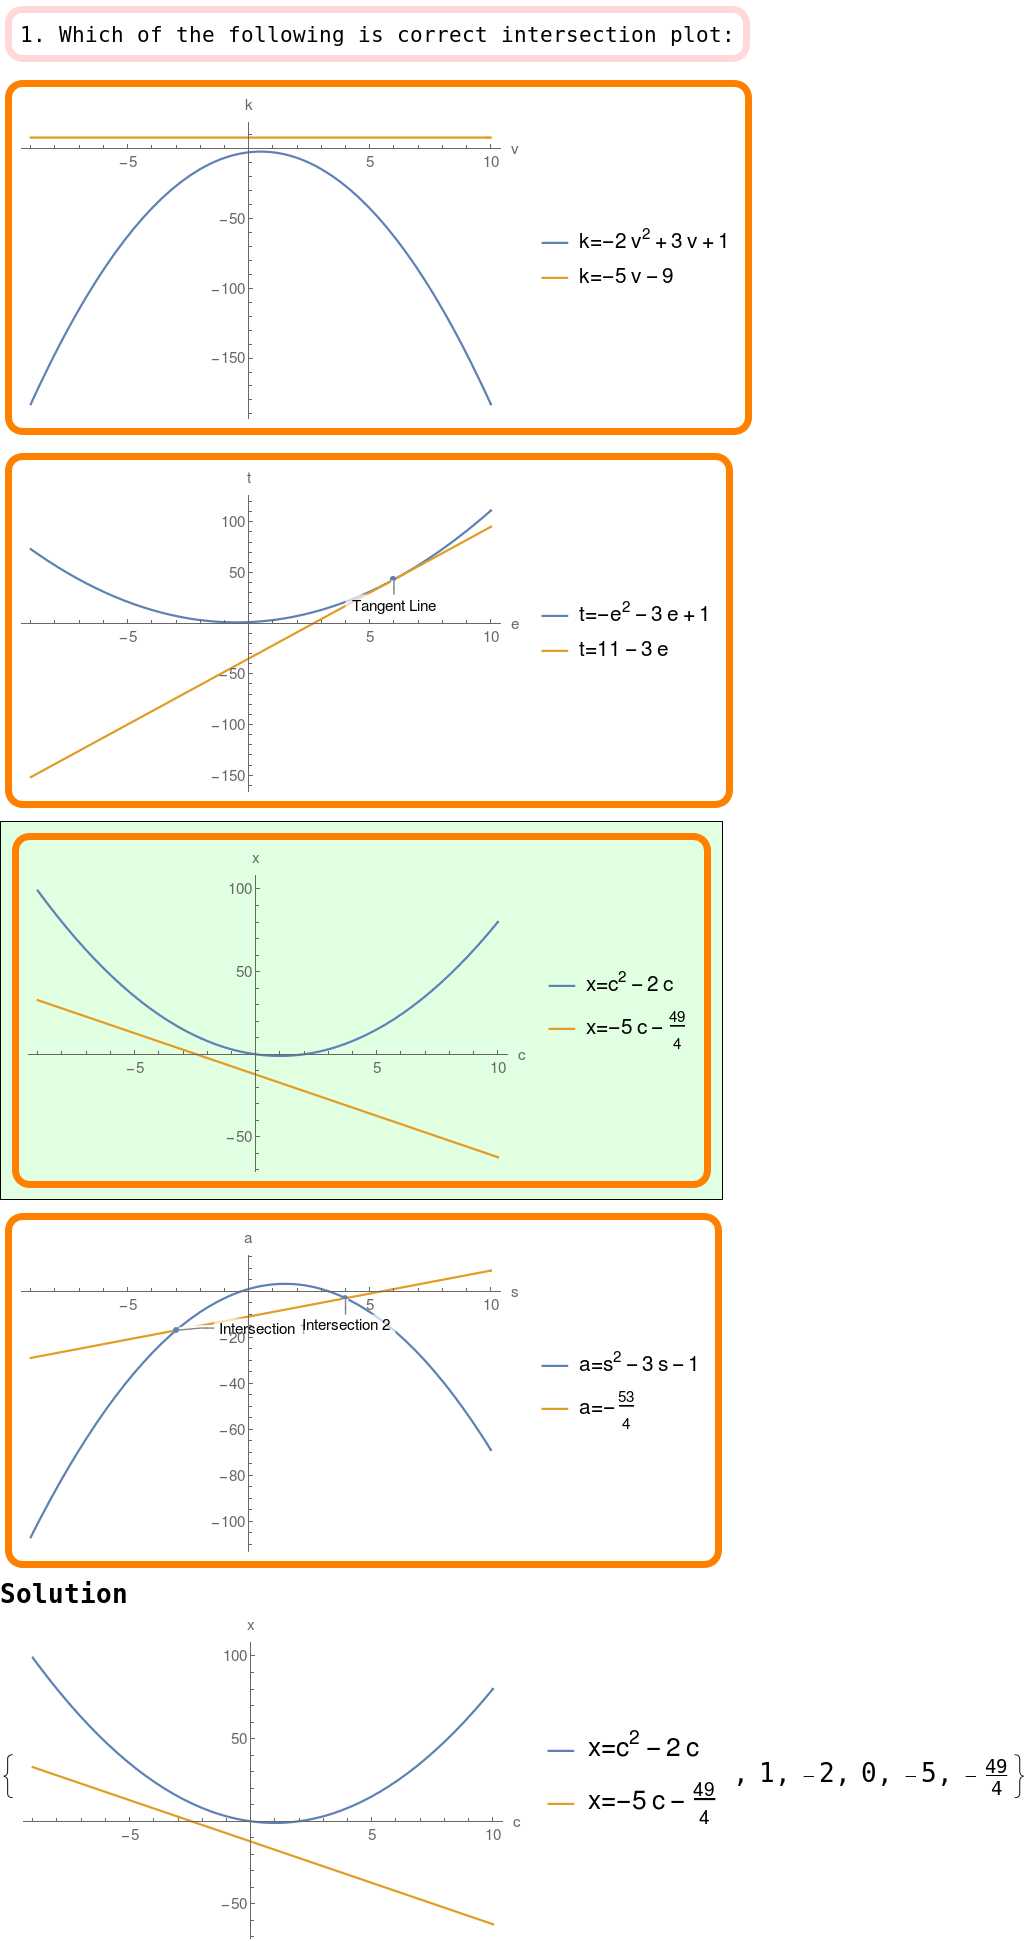 1. Which of the following is correct intersection plot:
k
v
−5
5
10
−50
−100
−150
k=−2 v² + 3 v + 1
k=−5 v − 9
t
e
100
50
−5
5
10
−50
−100
−150
Tangent Line
t=−e² − 3 e + 1
t=11 − 3 e
x
c
100
50
−5
5
10
−50
x=c² − 2 c
x=−5 c − 49/4
a
s
−5
5
10
−20
−40
−60
−80
−100
Intersection
Intersection 2
a=s² − 3 s − 1
a=− 53/4
Solution
x
c
100
50
−5
5
10
−50
x=c² − 2 c
x=−5 c − 49/4
{ , 1, −2, 0, −5, − 49/4 }